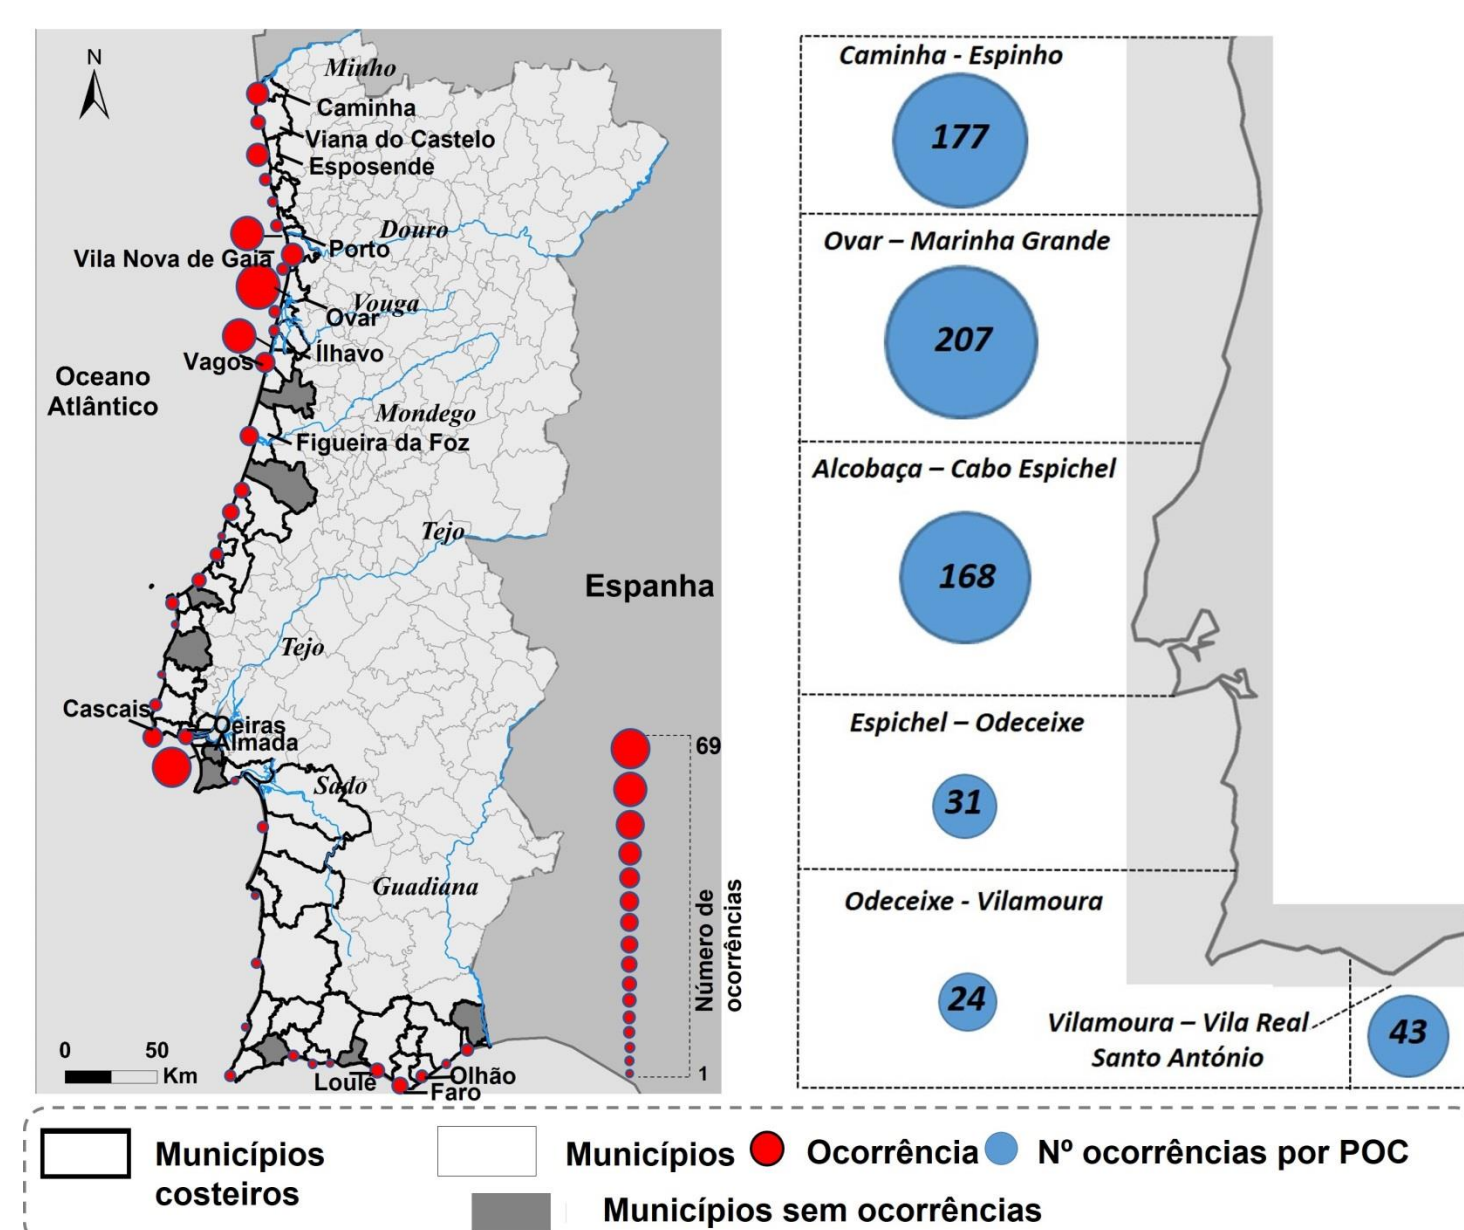 N
Minho
Caminha
Viana do Castelo
Esposende
Douro
Porto
Vila Nova de Gaia
Vouga
Ovar
Ílhavo
Vagos
Oceano
Atlântico
Mondego
Figueira da Foz
Tejo
Espanha
Tejo
Cascais
Oeiras
Almada
Sado
Guadiana
69
Número de
ocorrências
1
0 50
Km
Loulé
Olhão
Faro
Caminha - Espinho
177
Ovar – Marinha Grande
207
Alcobaça – Cabo Espichel
168
Espichel – Odeceixe
31
Odeceixe - Vilamoura
24
Vilamoura – Vila Real
Santo António
43
Municípios
costeiros
Municípios
Ocorrência
Nº ocorrências por POC
Municípios sem ocorrências